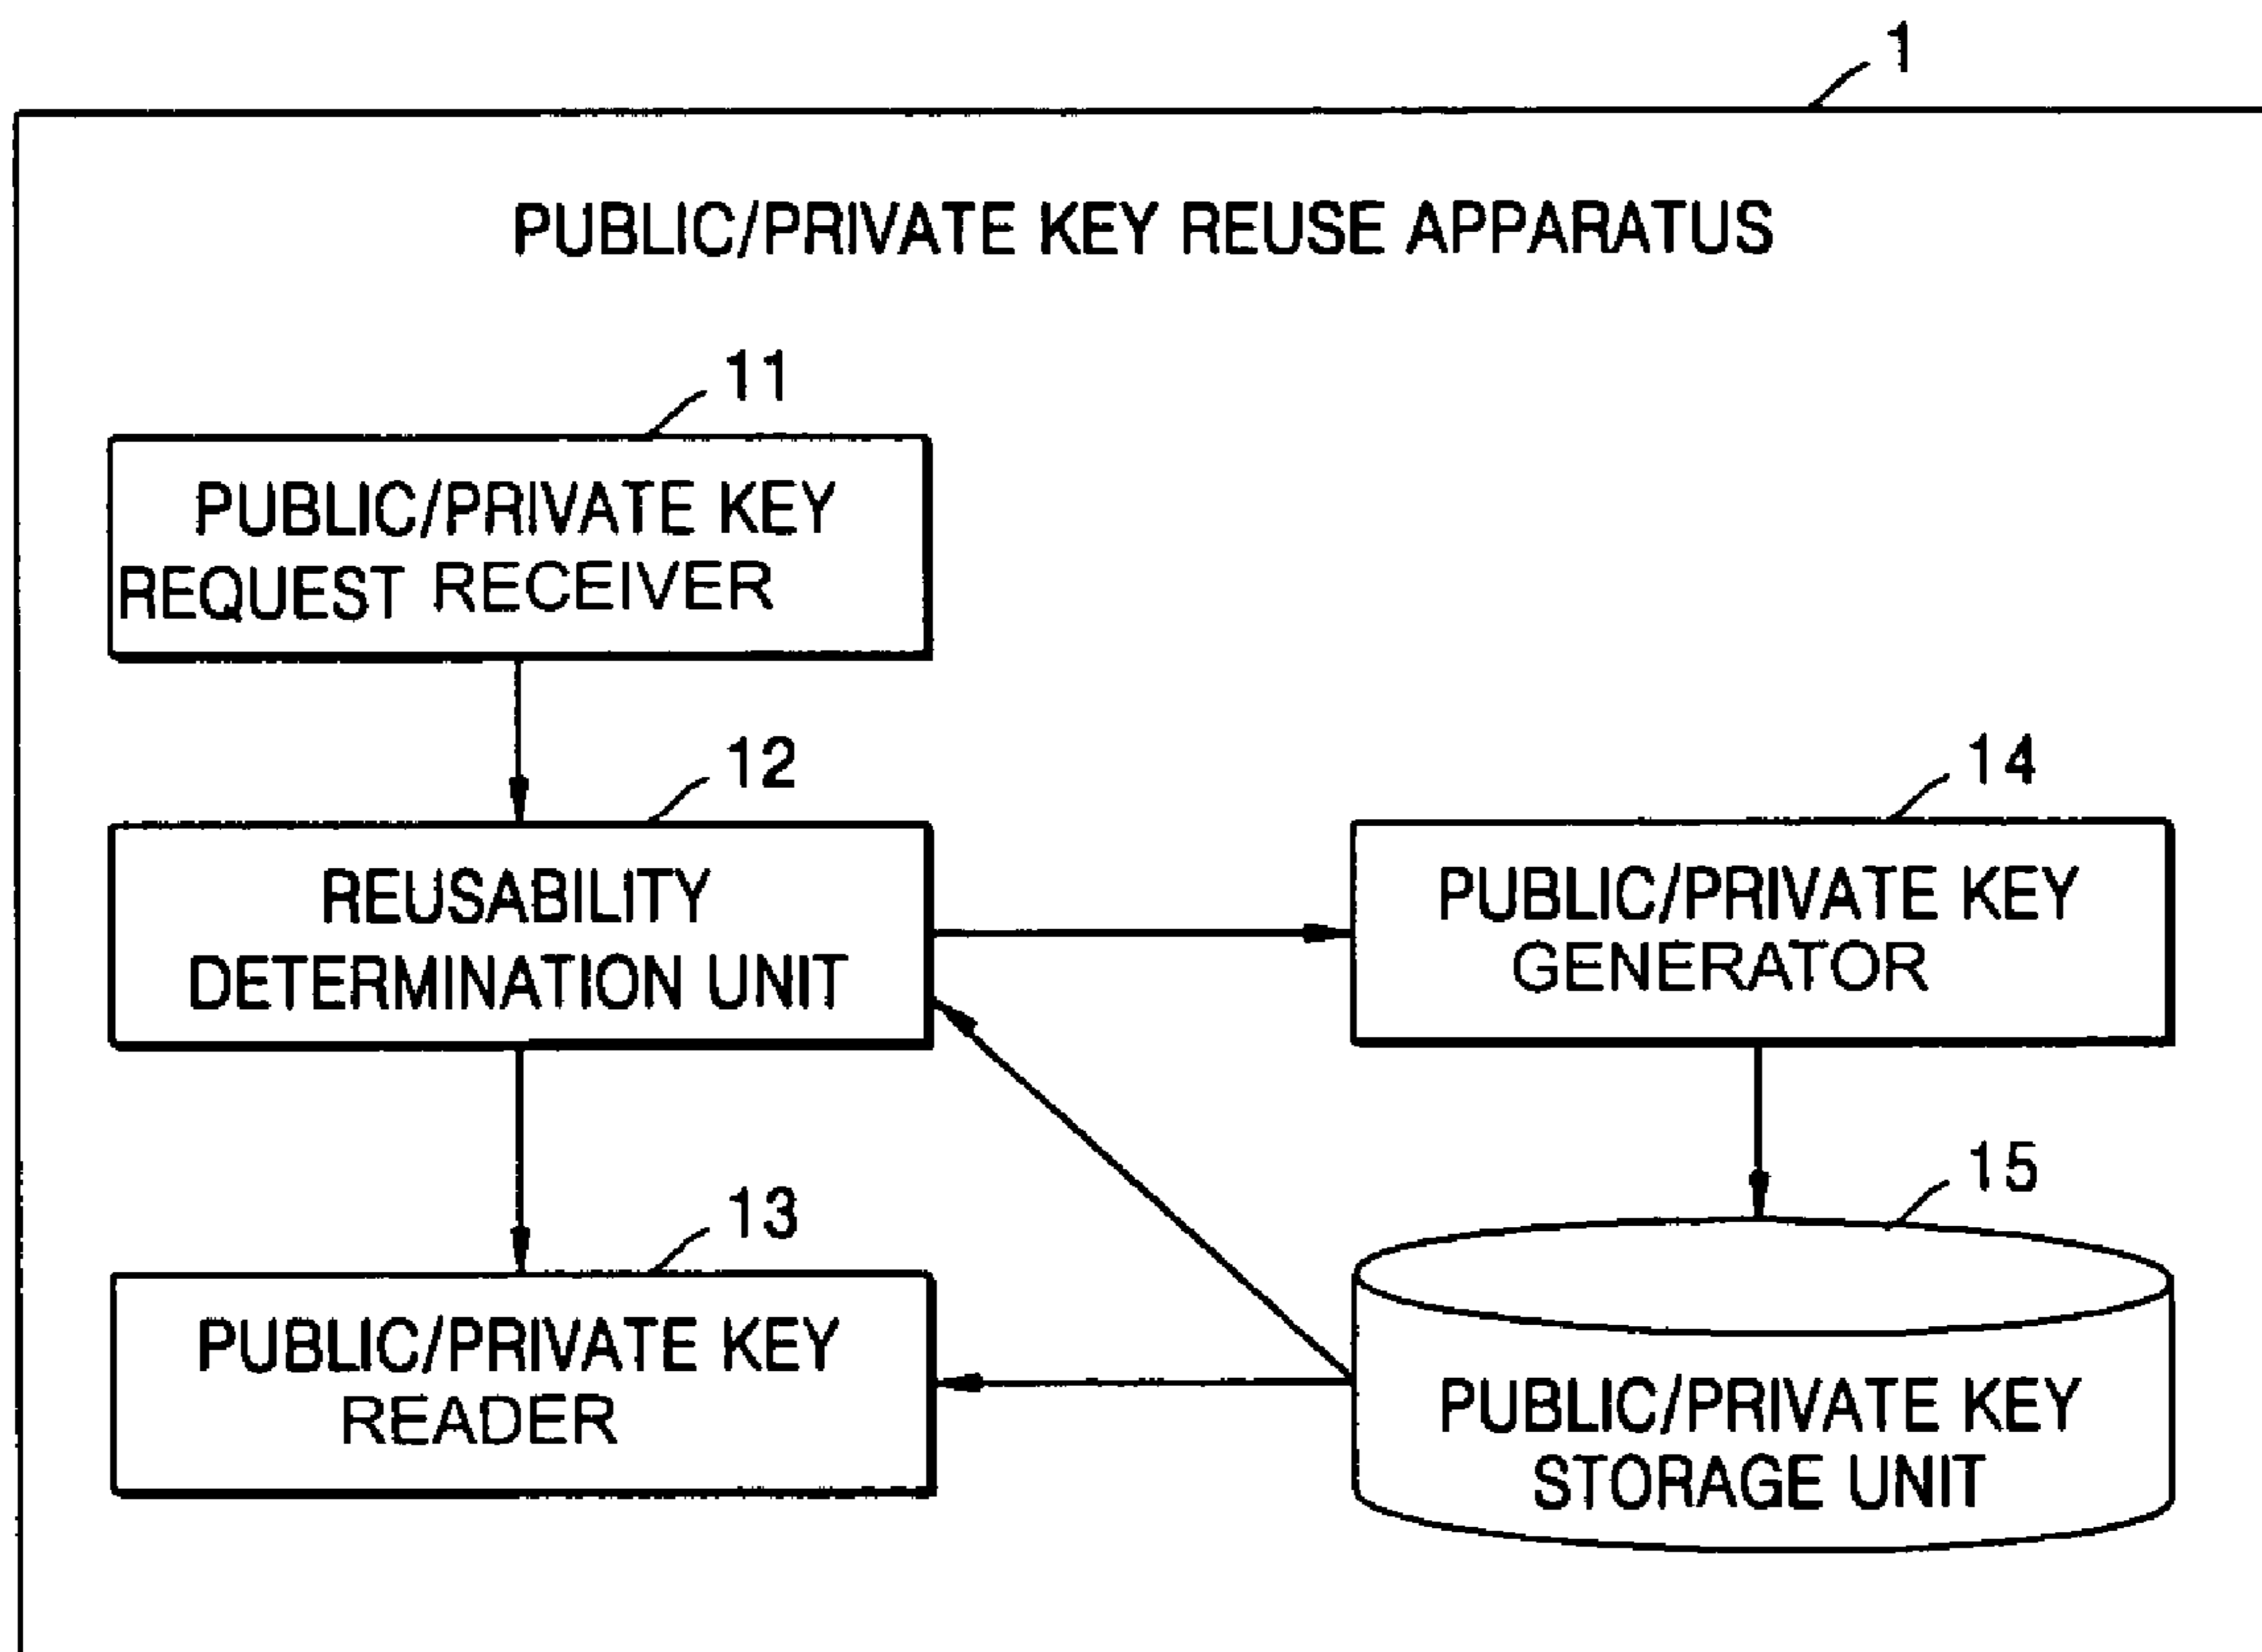 1
PUBLIC/PRIVATE KEY REUSE APPARATUS
11
PUBLIC/PRIVATE KEY
REQUEST RECEIVER
12
REUSABILITY
DETERMINATION UNIT
14
PUBLIC/PRIVATE KEY
GENERATOR
13
PUBLIC/PRIVATE KEY
READER
15
PUBLIC/PRIVATE KEY
STORAGE UNIT